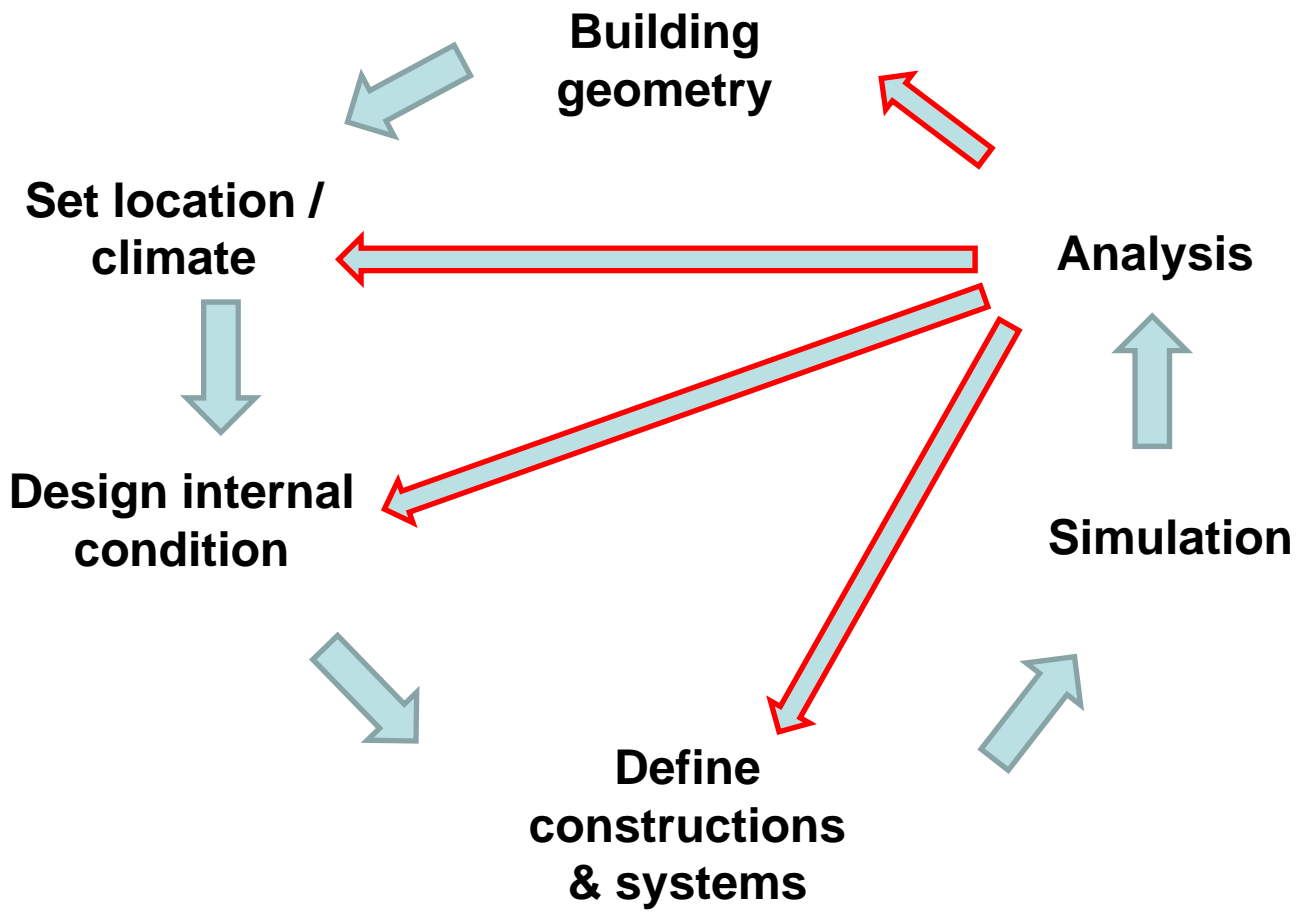 Building
geometry
Set location /
climate
Analysis
Design internal
condition
Simulation
Define
constructions
& systems